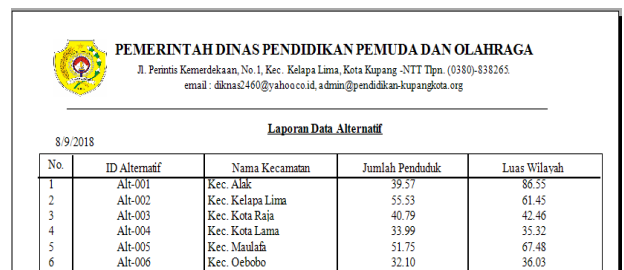 PEMERINTAH DINAS PENDIDIKAN PEMUDA DAN OLAHRAGA
Jl. Perintis Kemerdekaan, No.1, Kec. Kelapa Lima, Kota Kupang -NTT Tlpn. (0380)-838265.
email : diknas2460@yahoo.co.id, admin@pendidikan-kupangkota.org
Laporan Data Alternatif
8/9/2018
No. ID Alternatif Nama Kecamatan Jumlah Penduduk Luas Wilayah
1 Alt-001 Kec. Alak 39.57 86.55
2 Alt-002 Kec. Kelapa Lima 55.53 61.45
3 Alt-003 Kec. Kota Raja 40.79 42.46
4 Alt-004 Kec. Kota Lama 33.99 35.32
5 Alt-005 Kec. Maulafa 51.75 67.48
6 Alt-006 Kec. Oebobo 32.10 36.03